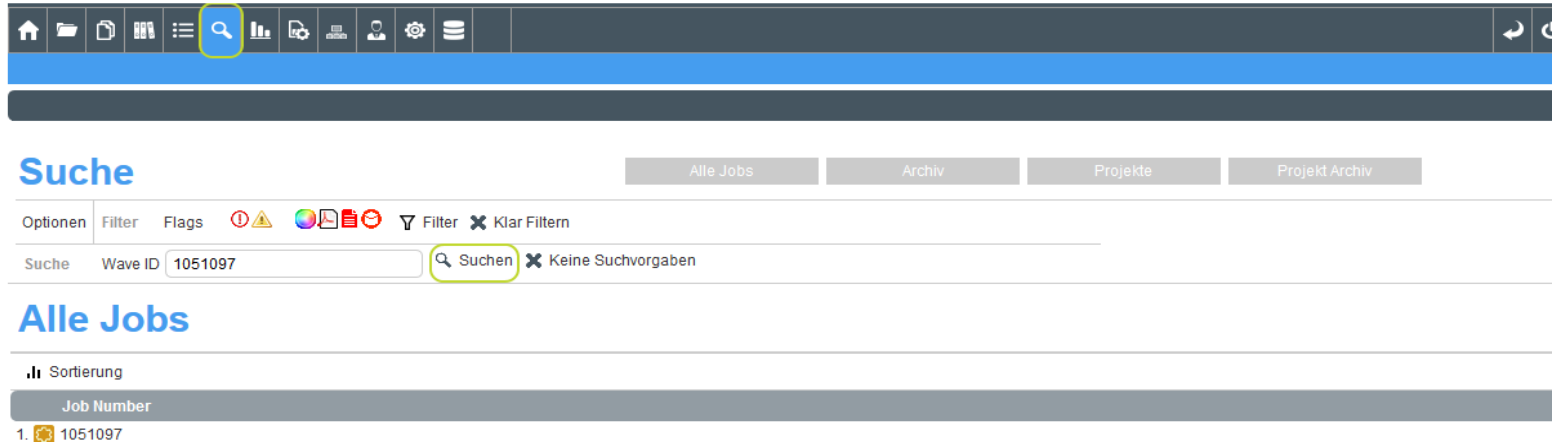 Suche
Alle Jobs Archiv Projekte Projekt Archiv
Optionen Filter Flags Filter Klar Filtern
Suche Wave ID 1051097 Suchen Keine Suchvorgaben
Alle Jobs
Sortierung
Job Number
1. 1051097